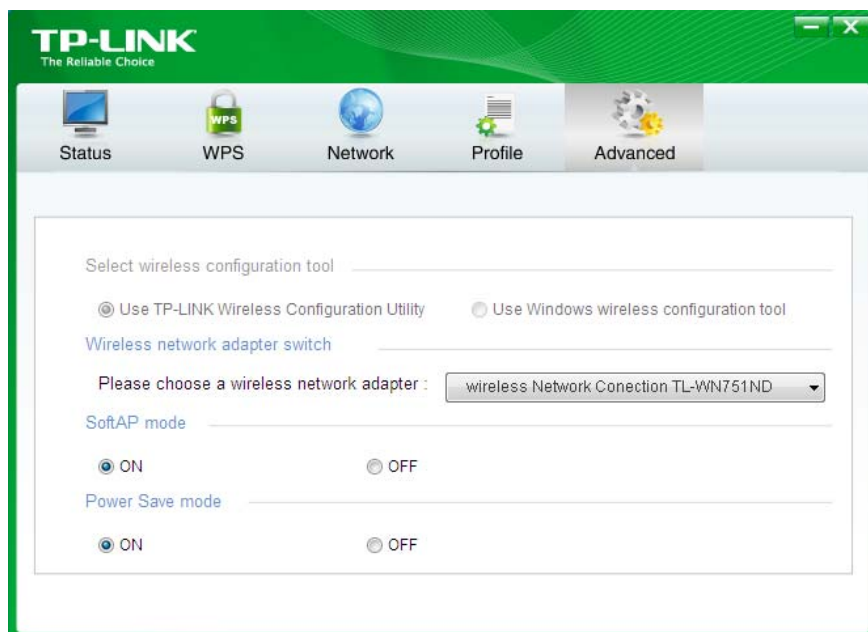 TP-LINK
The Reliable Choice
Status WPS Network Profile Advanced
WPS
Select wireless configuration tool
Use TP-LINK Wireless Configuration Utility Use Windows wireless configuration tool
Wireless network adapter switch
Please choose a wireless network adapter : wireless Network Conection TL-WN751ND
SoftAP mode
ON OFF
Power Save mode
ON OFF